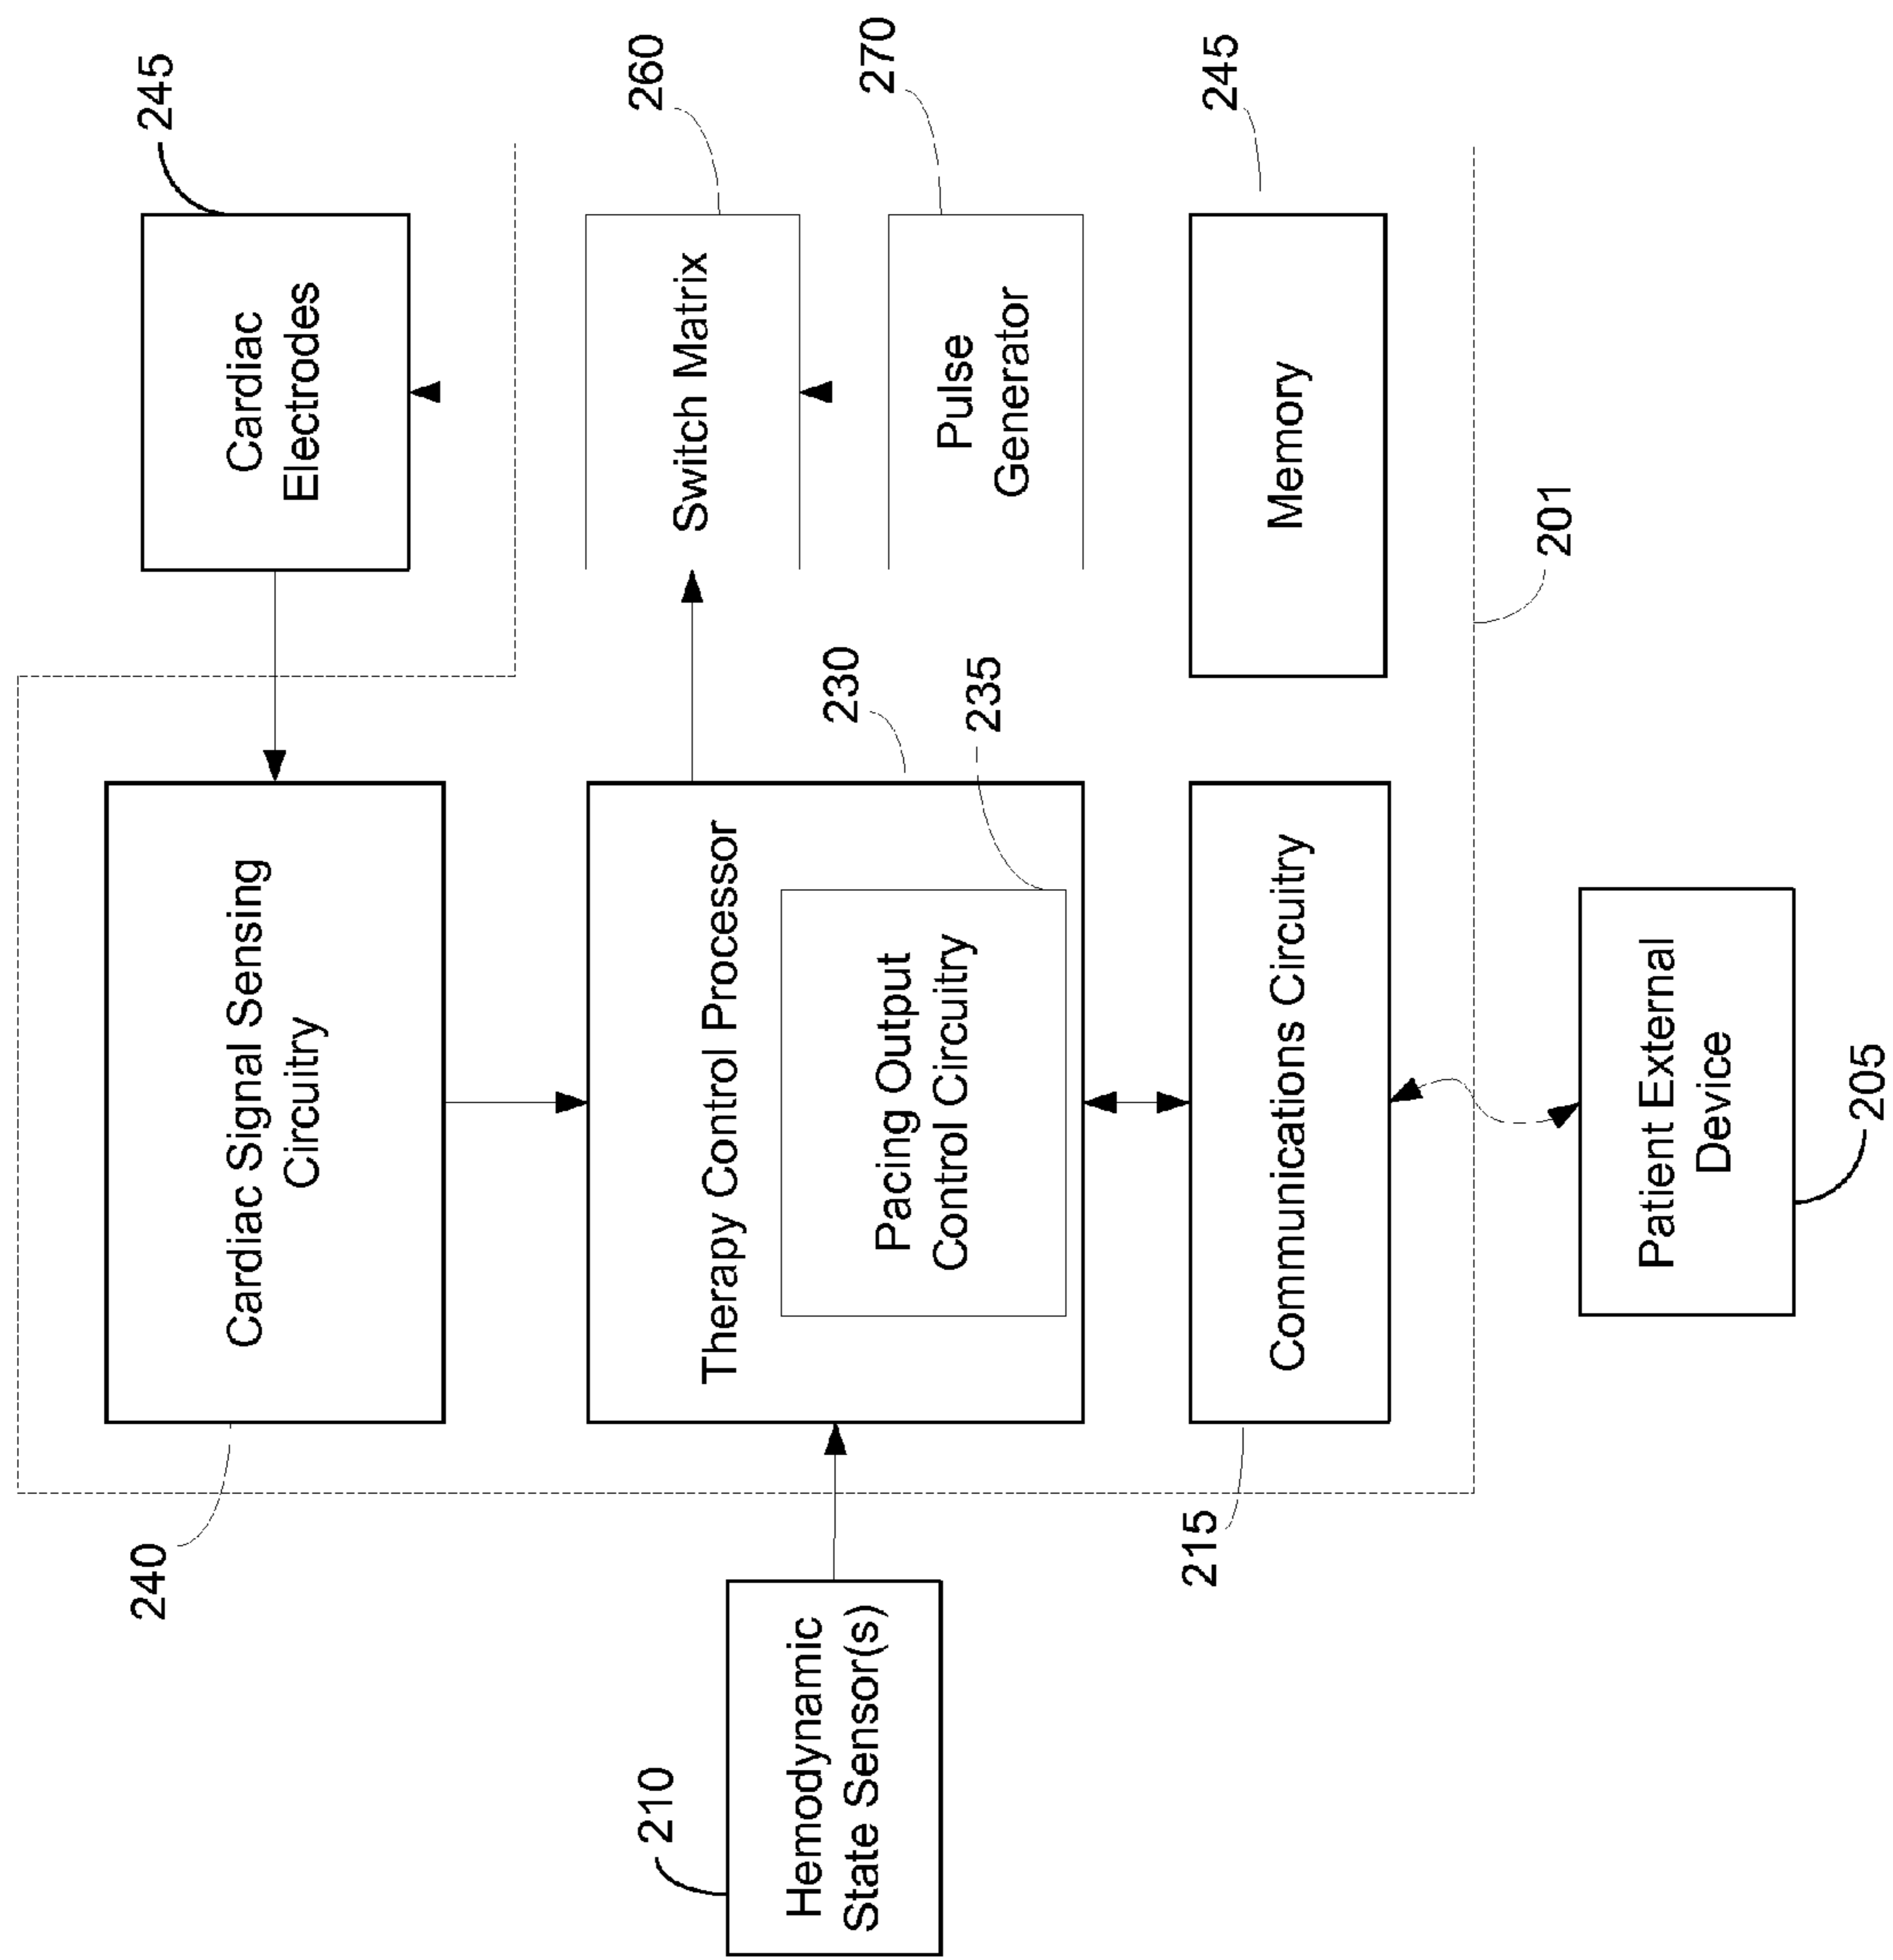 240
Cardiac Signal Sensing
Circuitry
Cardiac
Electrodes
245
210
Hemodynamic
State Sensor(s)
Therapy Control Processor
Pacing Output
Control Circuitry
230
235
Switch Matrix
260
Pulse
Generator
270
215
Communications Circuitry
Memory
245
201
Patient External
Device
205